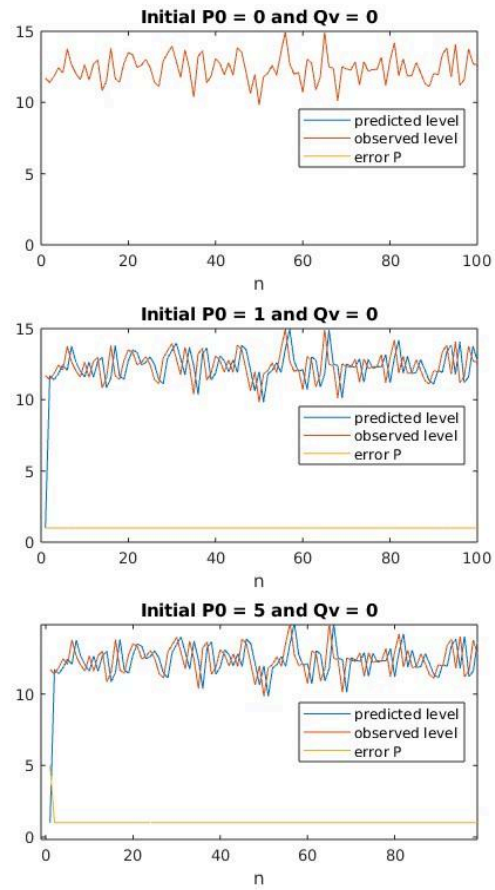 Initial P0 = 0 and Qv = 0
15
10
5
0
predicted level
observed level
error P
0 20 40 60 80 100
n
Initial P0 = 1 and Qv = 0
15
10
5
0
predicted level
observed level
error P
0 20 40 60 80 100
n
Initial P0 = 5 and Qv = 0
10
5
0
predicted level
observed level
error P
0 20 40 60 80
n